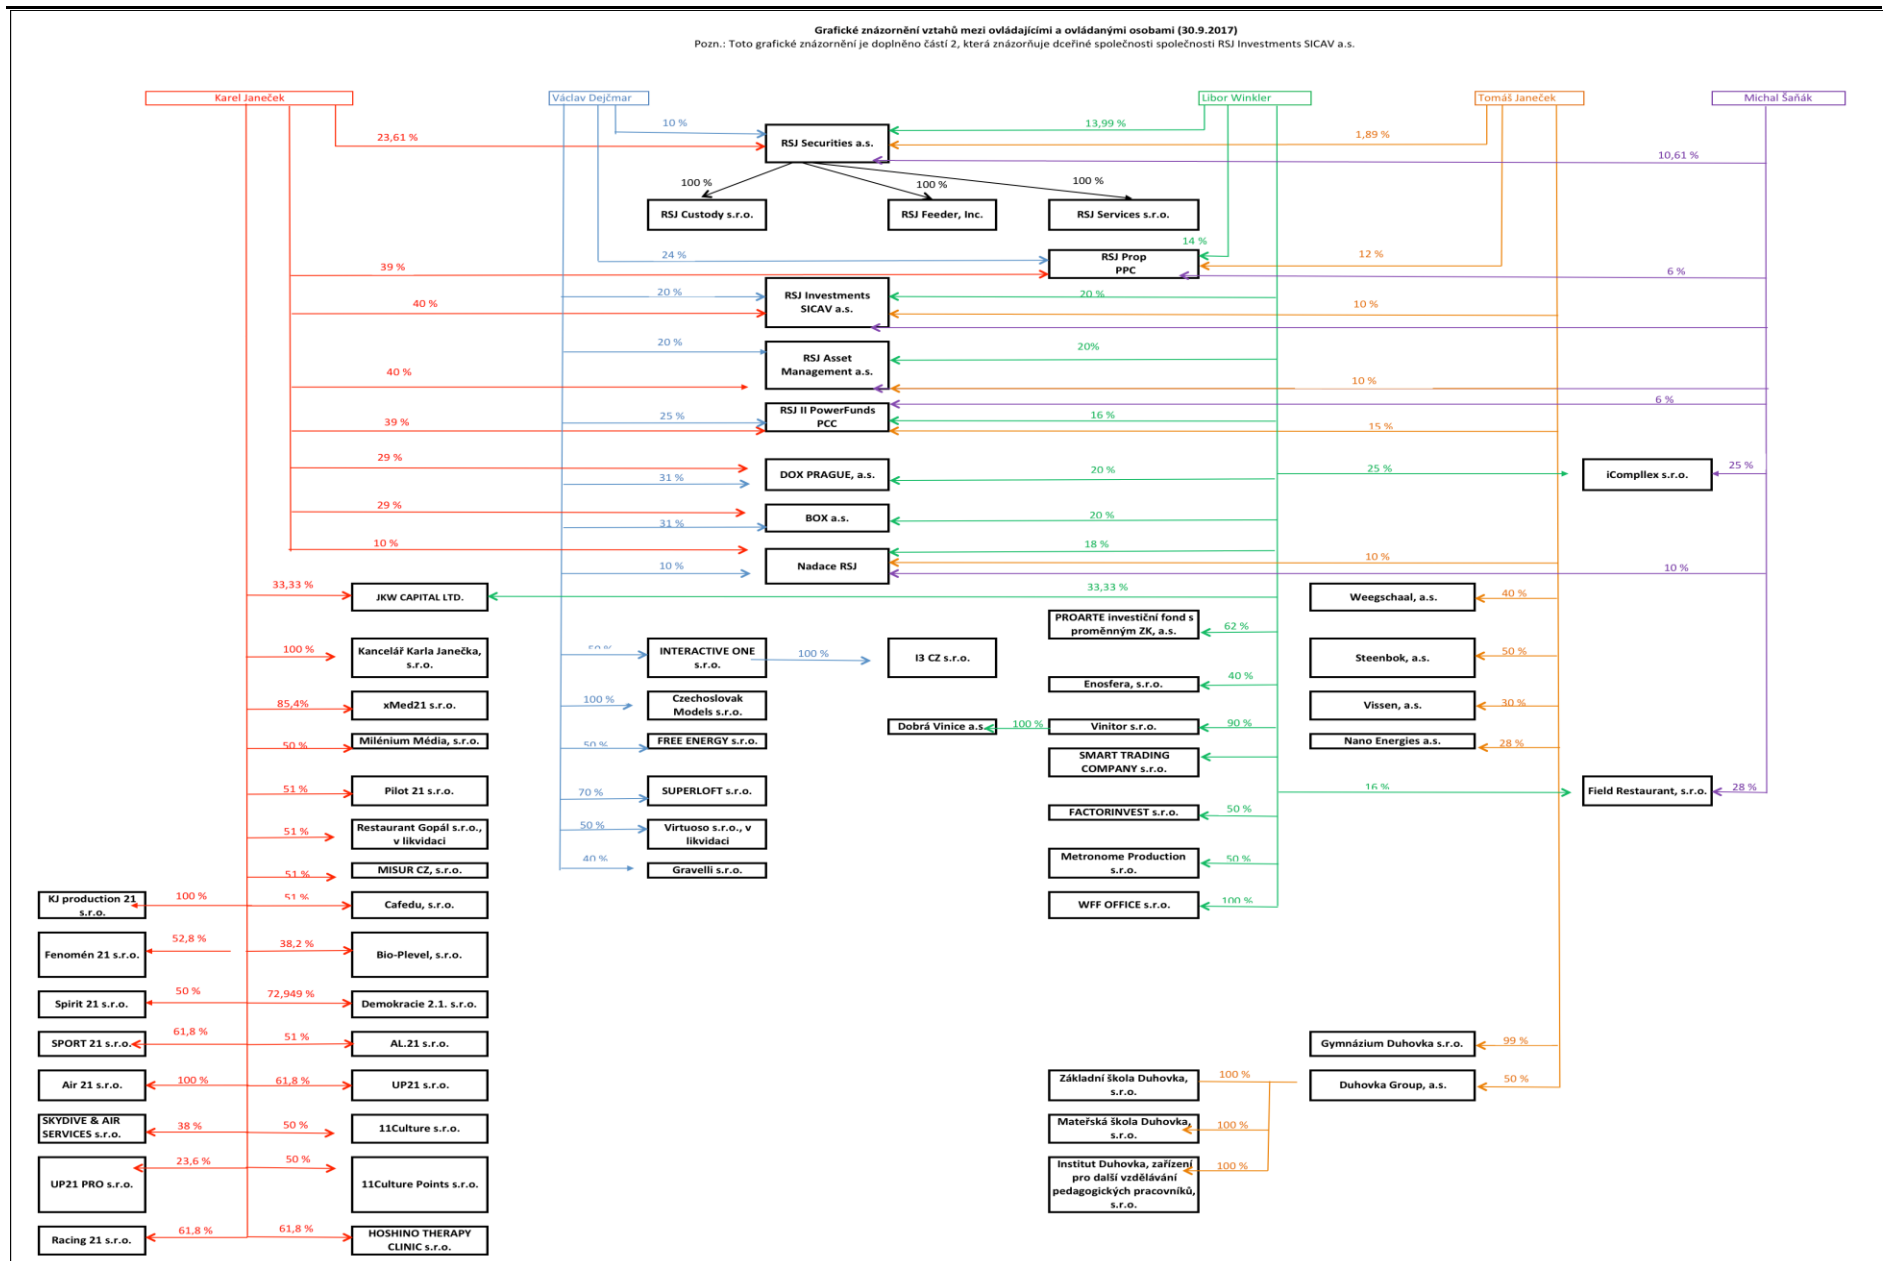 Grafické znázornění vztahů mezi ovládajícími a ovládanými osobami (30.9.2017)
Pozn.: Toto grafické znázornění je doplněno částí 2, která znázorňuje dceřiné společnosti společnosti RSJ Investments SICAV a.s.
Karel Janeček
Václav Dejčmar
Libor Winkler
Tomáš Janeček
Michal Šaňák
10 %
13,99 %
23,61 %
1,89 %
RSJ Securities a.s.
10,61 %
100 %
100 %
100 %
RSJ Custody s.r.o.
RSJ Feeder, Inc.
RSJ Services s.r.o.
14 %
24 %
12 %
RSJ Prop
PPC
39 %
6 %
20 %
RSJ Investments
SICAV a.s.
20 %
40 %
10 %
20 %
RSJ Asset
Management a.s.
20%
40 %
10 %
6 %
25 %
RSJ II PowerFunds
PCC
16 %
39 %
15 %
29 %
31 %
DOX PRAGUE, a.s.
20 %
25 %
iCompllex s.r.o.
25 %
29 %
31 %
BOX a.s.
20 %
10 %
10 %
Nadace RSJ
18 %
10 %
10 %
33,33 %
JKW CAPITAL LTD.
33,33 %
Weegschaal, a.s.
40 %
PROARTE investiční fond s
proměnným ZK, a.s.
62 %
100 %
Kancelář Karla Janečka,
s.r.o.
50 %
INTERACTIVE ONE
s.r.o.
100 %
I3 CZ s.r.o.
Steenbok, a.s.
50 %
Enosfera, s.r.o.
40 %
85,4%
xMed21 s.r.o.
100 %
Czechoslovak
Models s.r.o.
Vissen, a.s.
30 %
Dobrá Vinice a.s.
100 %
Vinitor s.r.o.
90 %
50 %
Milénium Média, s.r.o.
50 %
FREE ENERGY s.r.o.
Nano Energies a.s.
28 %
SMART TRADING
COMPANY s.r.o.
51 %
Pilot 21 s.r.o.
70 %
SUPERLOFT s.r.o.
16 %
Field Restaurant, s.r.o.
28 %
FACTORINVEST s.r.o.
50 %
51 %
Restaurant Gopál s.r.o.,
v likvidaci
50 %
Virtuoso s.r.o., v
likvidaci
51 %
MISUR CZ, s.r.o.
40 %
Gravelli s.r.o.
Metronome Production
s.r.o.
50 %
KJ production 21
s.r.o.
100 %
51 %
Cafedu, s.r.o.
WFF OFFICE s.r.o.
100 %
Fenomén 21 s.r.o.
52,8 %
38,2 %
Bio-Plevel, s.r.o.
Spirit 21 s.r.o.
50 %
72,949 %
Demokracie 2.1. s.r.o.
SPORT 21 s.r.o.
61,8 %
51 %
AL.21 s.r.o.
Gymnázium Duhovka s.r.o.
99 %
Air 21 s.r.o.
100 %
61,8 %
UP21 s.r.o.
Základní škola Duhovka,
s.r.o.
100 %
Duhovka Group, a.s.
50 %
SKYDIVE & AIR
SERVICES s.r.o.
38 %
50 %
11Culture s.r.o.
Mateřská škola Duhovka,
s.r.o.
100 %
UP21 PRO s.r.o.
23,6 %
50 %
11Culture Points s.r.o.
Institut Duhovka, zařízení
pro další vzdělávání
pedagogických pracovníků,
s.r.o.
100 %
Racing 21 s.r.o.
61,8 %
61,8 %
HOSHINO THERAPY
CLINIC s.r.o.